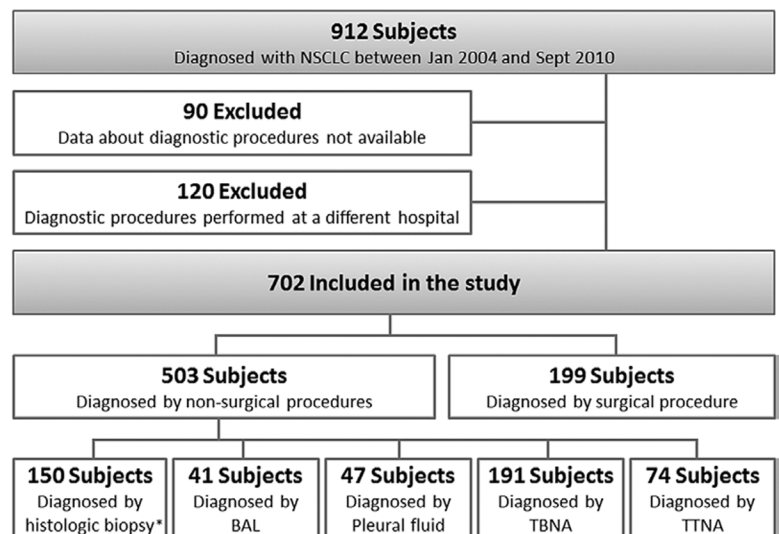 912 Subjects
Diagnosed with NSCLC between Jan 2004 and Sept 2010
90 Excluded
Data about diagnostic procedures not available
120 Excluded
Diagnostic procedures performed at a different hospital
702 Included in the study
503 Subjects
Diagnosed by non-surgical procedures
199 Subjects
Diagnosed by surgical procedure
150 Subjects
Diagnosed by
histologic biopsy*
41 Subjects
Diagnosed by
BAL
47 Subjects
Diagnosed by
Pleural fluid
191 Subjects
Diagnosed by
TBNA
74 Subjects
Diagnosed by
TTNA